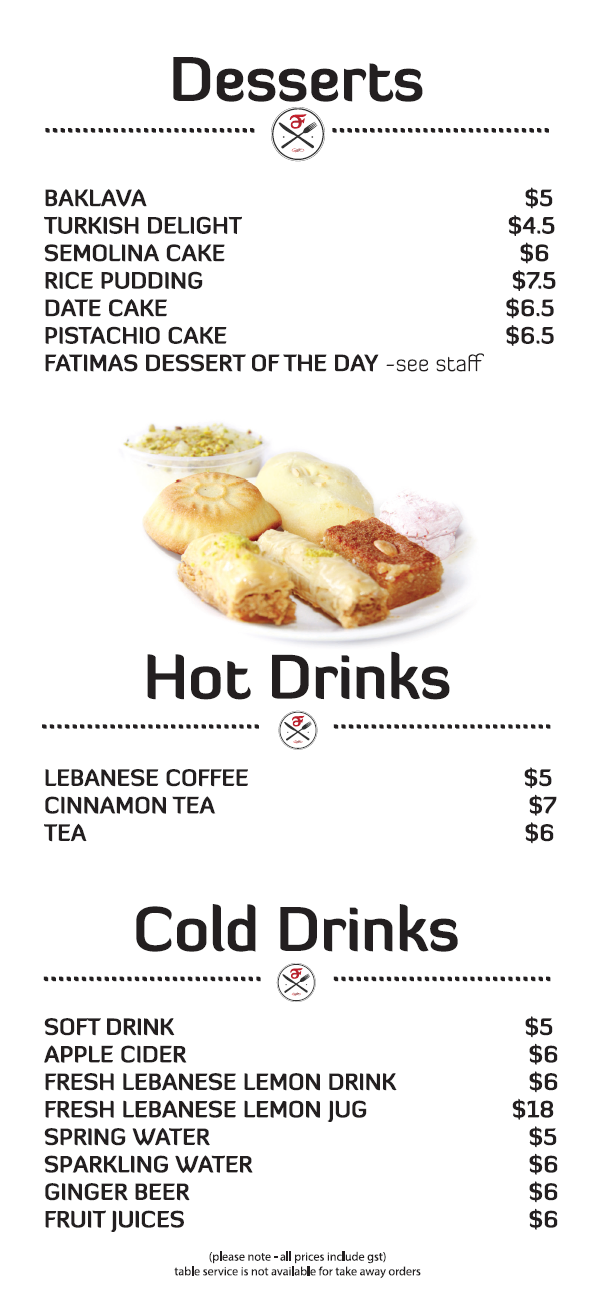 Desserts
BAKLAVA $5
TURKISH DELIGHT $4.5
SEMOLINA CAKE $6
RICE PUDDING $7.5
DATE CAKE $6.5
PISTACHIO CAKE $6.5
FATIMAS DESSERT OF THE DAY -see staff
Hot Drinks
LEBANESE COFFEE $5
CINNAMON TEA $7
TEA $6
Cold Drinks
SOFT DRINK $5
APPLE CIDER $6
FRESH LEBANESE LEMON DRINK $6
FRESH LEBANESE LEMON JUG $18
SPRING WATER $5
SPARKLING WATER $6
GINGER BEER $6
FRUIT JUICES $6
(please note - all prices include gst)
table service is not available for take away orders